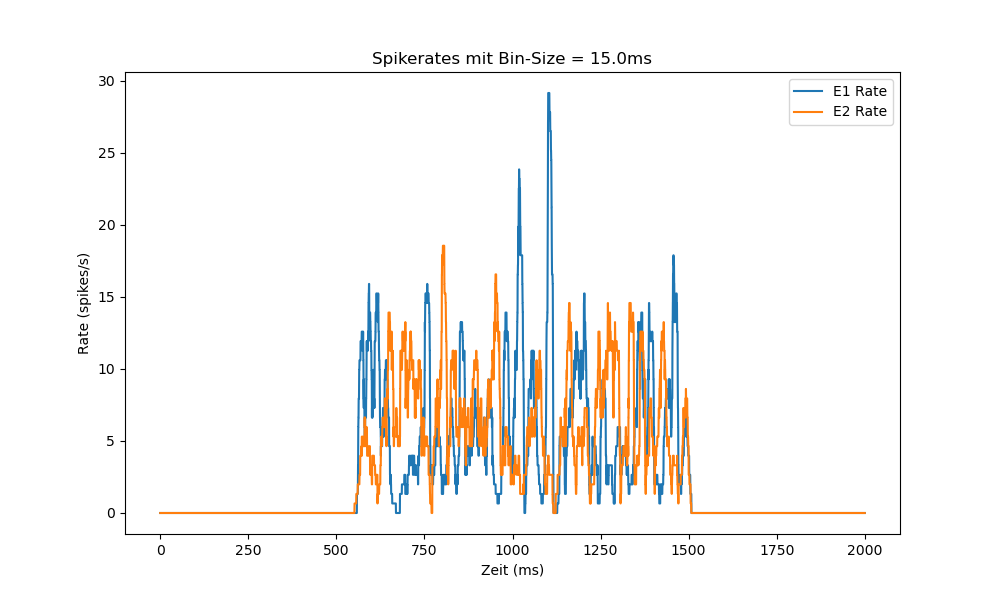 Spikerates mit Bin-Size = 15.0ms
E1 Rate
E2 Rate
30
25
20
15
10
5
0
Rate (spikes/s)
0 250 500 750 1000 1250 1500 1750 2000
Zeit (ms)